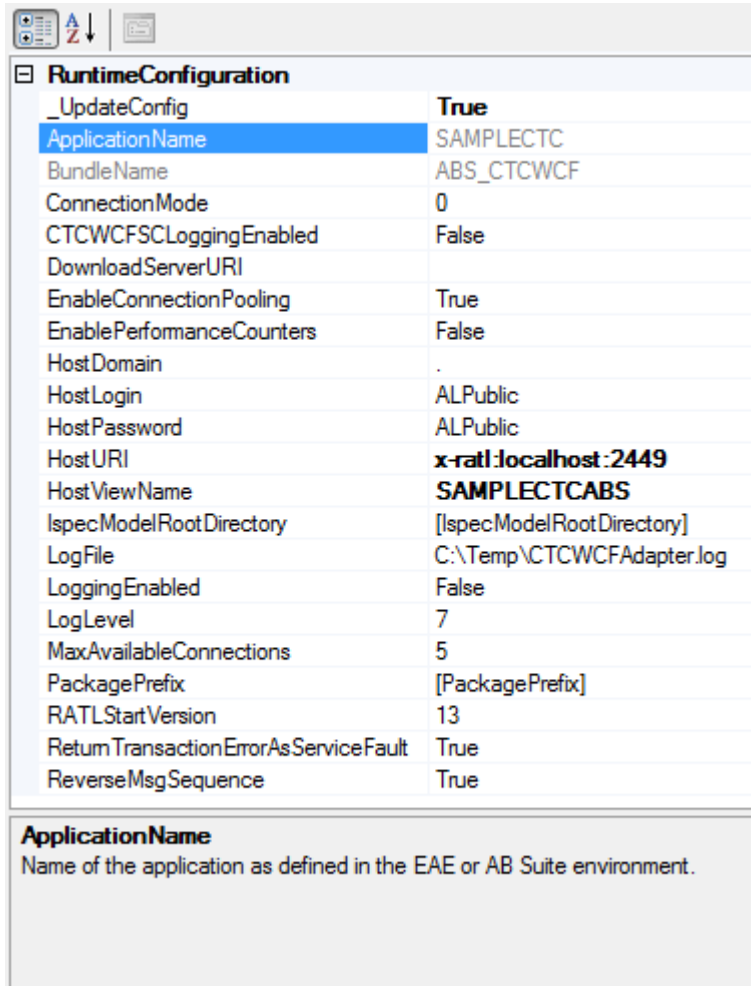 RuntimeConfiguration
_UpdateConfig True
ApplicationName SAMPLECTC
BundleName ABS_CTCWCF
ConnectionMode 0
CTCWCFSCLoggingEnabled False
DownloadServerURI
EnableConnectionPooling True
EnablePerformanceCounters False
HostDomain .
HostLogin ALPublic
HostPassword ALPublic
HostURI x-ratl:localhost:2449
HostViewName SAMPLECTCABS
IspecModelRootDirectory [IspecModelRootDirectory]
LogFile C:\Temp\CTCWCFAdapter.log
LoggingEnabled False
LogLevel 7
MaxAvailableConnections 5
PackagePrefix [PackagePrefix]
RATLStartVersion 13
ReturnTransactionErrorAsServiceFault True
ReverseMsgSequence True
ApplicationName
Name of the application as defined in the EAE or AB Suite environment.